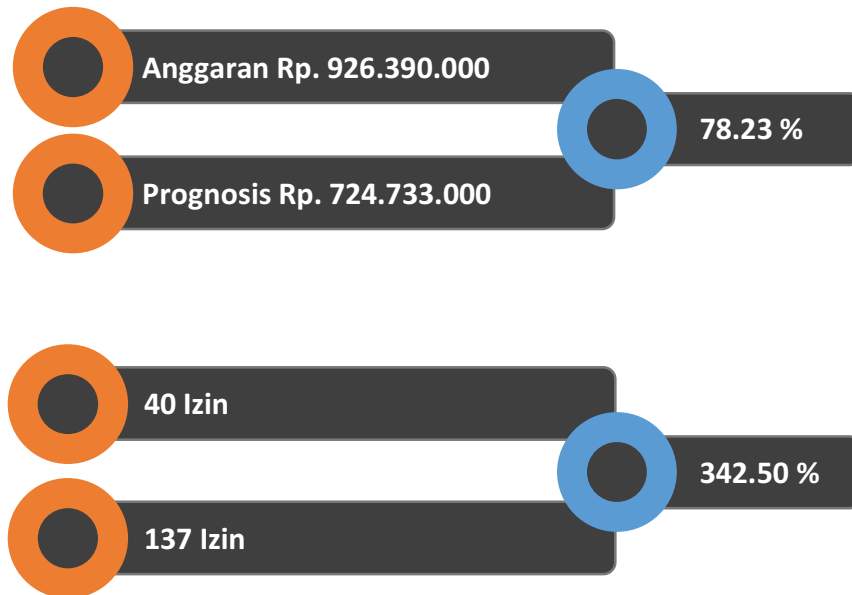 Anggaran Rp. 926.390.000
78.23 %
Prognosis Rp. 724.733.000
40 Izin
342.50 %
137 Izin